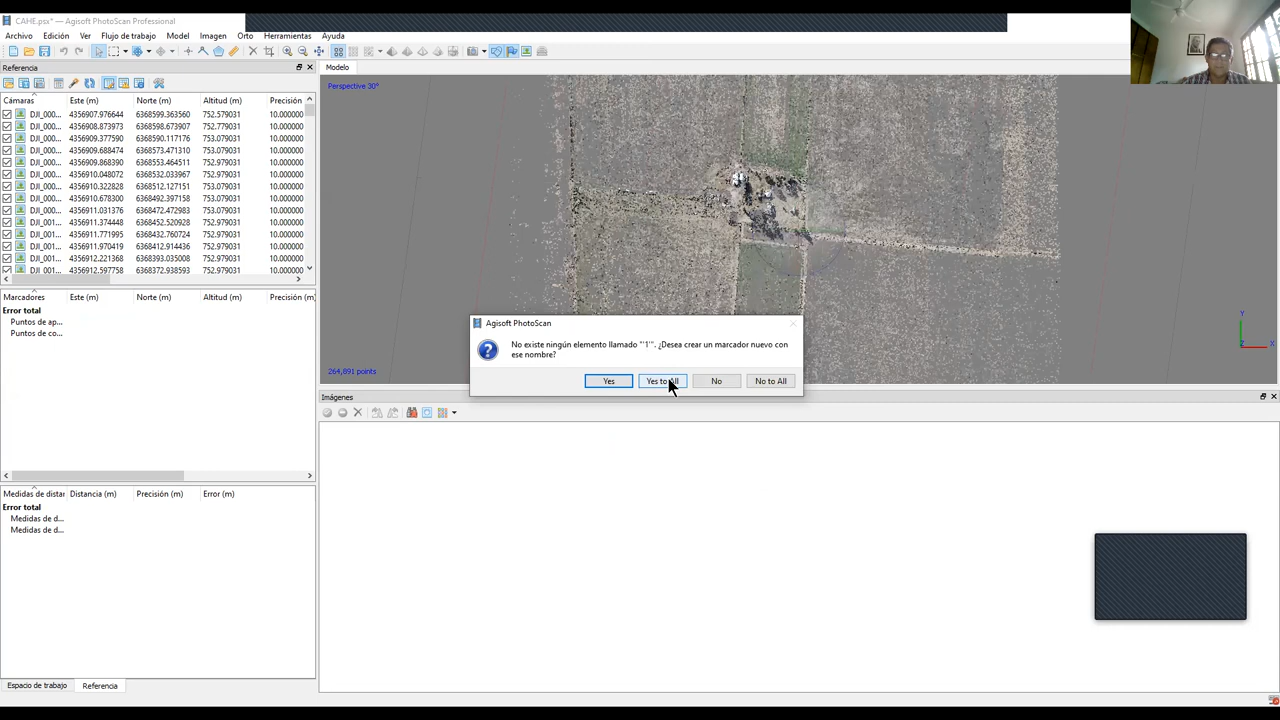 CAHE.psx* — Agisoft PhotoScan Professional
Archivo Edición Ver Flujo de trabajo Model Imagen Orto Herramientas Ayuda
Referencia
Modelo
Perspective 30°
Cámaras Este (m) Norte (m) Altitud (m) Precisión
DJI_000... 4356907.976644 6368599.363560 752.579031 10.000000
DJI_000... 4356908.873973 6368598.673907 752.779031 10.000000
DJI_000... 4356909.377590 6368590.117176 753.079031 10.000000
DJI_000... 4356909.688474 6368573.471310 753.079031 10.000000
DJI_000... 4356909.868390 6368553.464511 752.979031 10.000000
DJI_000... 4356910.048072 6368532.033967 752.979031 10.000000
DJI_000... 4356910.322828 6368512.127151 753.079031 10.000000
DJI_000... 4356910.678300 6368492.397158 753.079031 10.000000
DJI_000... 4356911.031376 6368472.472983 753.079031 10.000000
DJI_001... 4356911.374448 6368452.520928 752.979031 10.000000
DJI_001... 4356911.771995 6368432.760423 752.979031 10.000000
DJI_001... 4356911.970419 6368412.914436 752.979031 10.000000
DJI_001... 4356912.221368 6368393.035008 752.979031 10.000000
DJI_001... 4356912.597758 6368372.938593 752.979031 10.000000
Marcadores Este (m) Norte (m) Altitud (m) Precisión (m)
Error total
Puntos de ap...
Puntos de co...
Y
Z X
264,891 points
Agisoft PhotoScan
No existe ningún elemento llamado "'1'". ¿Desea crear un marcador nuevo con
ese nombre?
Yes Yes to All No No to All
Imágenes
Medidas de distar Distancia (m) Precisión (m) Error (m)
Error total
Medidas de d...
Medidas de d...
Espacio de trabajo Referencia